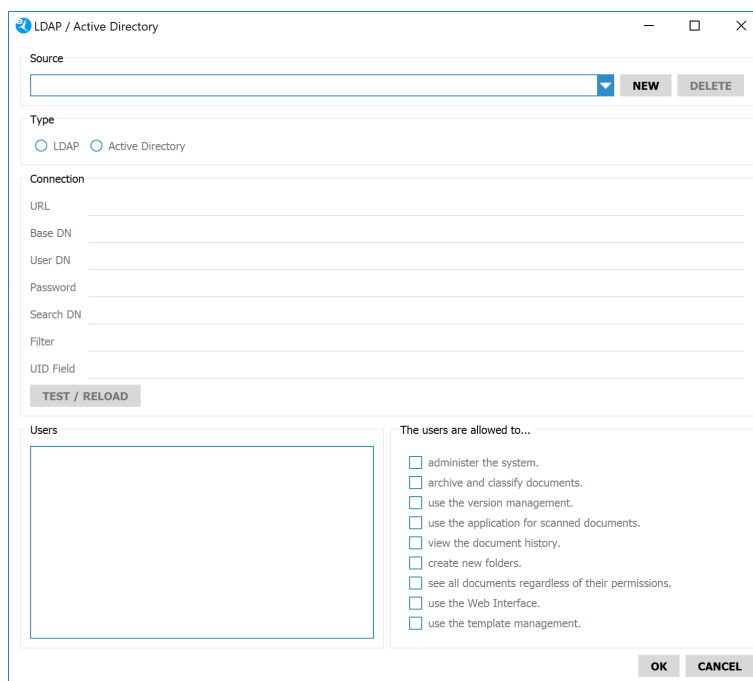 LDAP / Active Directory
Source
NEW DELETE
Type
LDAP Active Directory
Connection
URL
Base DN
User DN
Password
Search DN
Filter
UID Field
TEST / RELOAD
Users
The users are allowed to...
administer the system.
archive and classify documents.
use the version management.
use the application for scanned documents.
view the document history.
create new folders.
see all documents regardless of their permissions.
use the Web Interface.
use the template management.
OK CANCEL